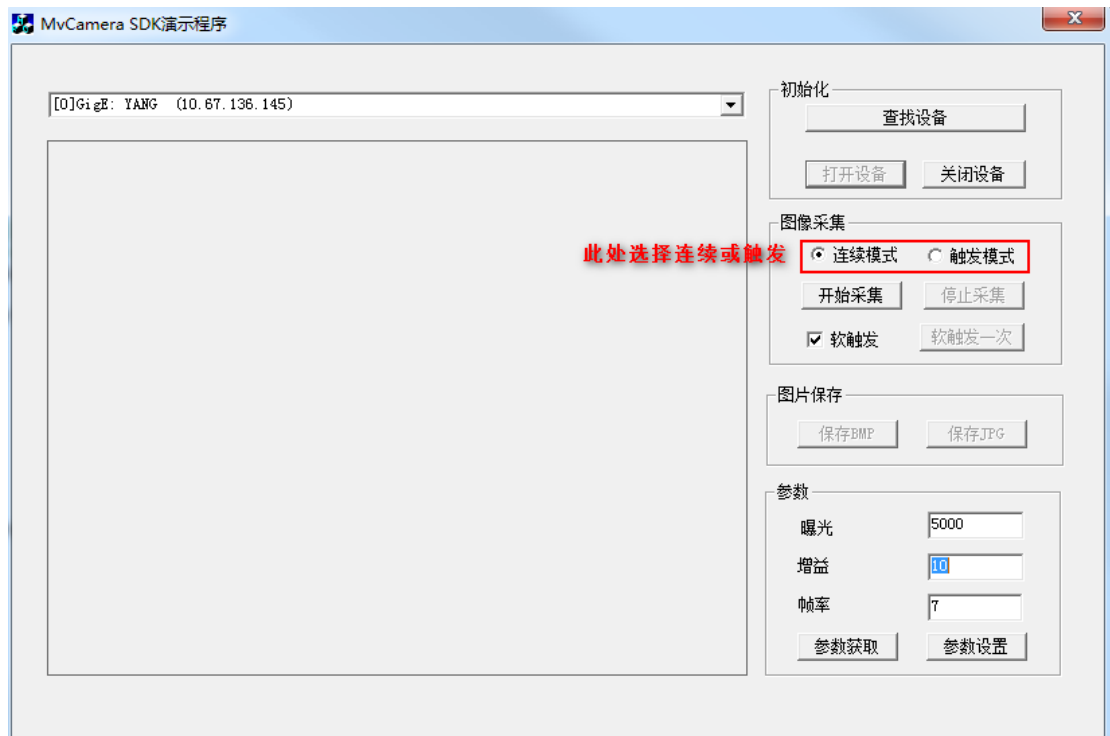 MvCamera SDK演示程序
[0]GigE: YANG (10.67.136.145)
初始化
查找设备
打开设备 关闭设备
图像采集
此处选择连续或触发
连续模式 触发模式
开始采集 停止采集
软触发 软触发一次
图片保存
保存BMP 保存JPG
参数
曝光 5000
增益 10
帧率 7
参数获取 参数设置